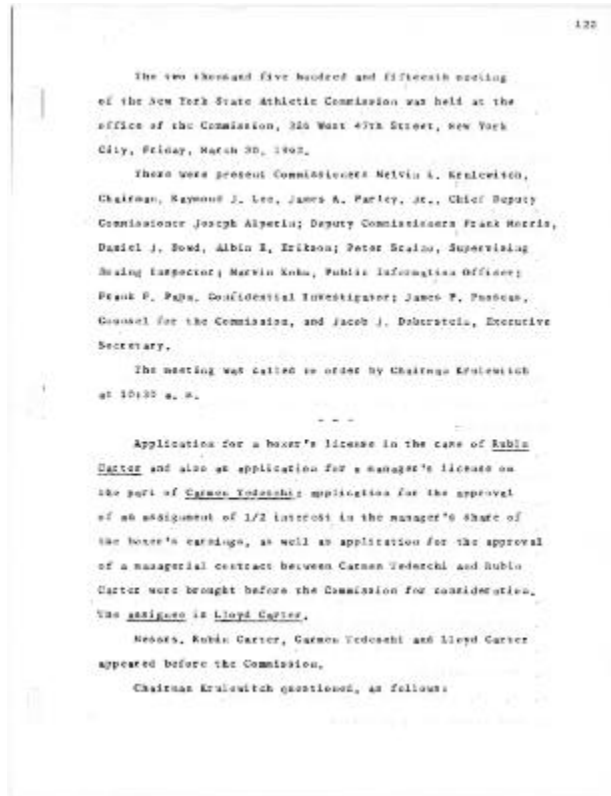 122
The two thousand five hundred and fifteenth meeting
of the New York State Athletic Commission was held at the
office of the Commission, 226 West 47th Street, New York
City, Friday, March 30, 1962.
There were present Commissioners Melvin L. Krulewitch,
Chairman, Raymond J. Lee, James A. Farley, Jr., Chief Deputy
Commissioner Joseph Alperin; Deputy Commissioners Frank Morris,
Daniel J. Dowd, Albin E. Erikson; Peter Scalzo, Supervising
Boxing Inspector; Marvin Kohn, Public Information Officer;
Frank P. Papa, Confidential Investigator; James P.
Counsel for the Commission, and Jacob J. Doberstein, Executive
Secretary.
The meeting was called to order by Chairman Krulewitch
at 10:30 a. m.
- - -
Application for a boxer's license in the case of Rubin
Carter and also an application for a manager's license on
the part of Carmen Tedeschi; application for the approval
of an assignment of 1/2 interest in the manager's share of
the boxer's earnings, as well as application for the approval
of a managerial contract between Carmen Tedeschi and Rubin
Carter were brought before the Commission for consideration.
The assignee is Lloyd Carter.
Messrs. Rubin Carter, Carmen Tedeschi and Lloyd Carter
appeared before the Commission.
Chairman Krulewitch questioned, as follows: